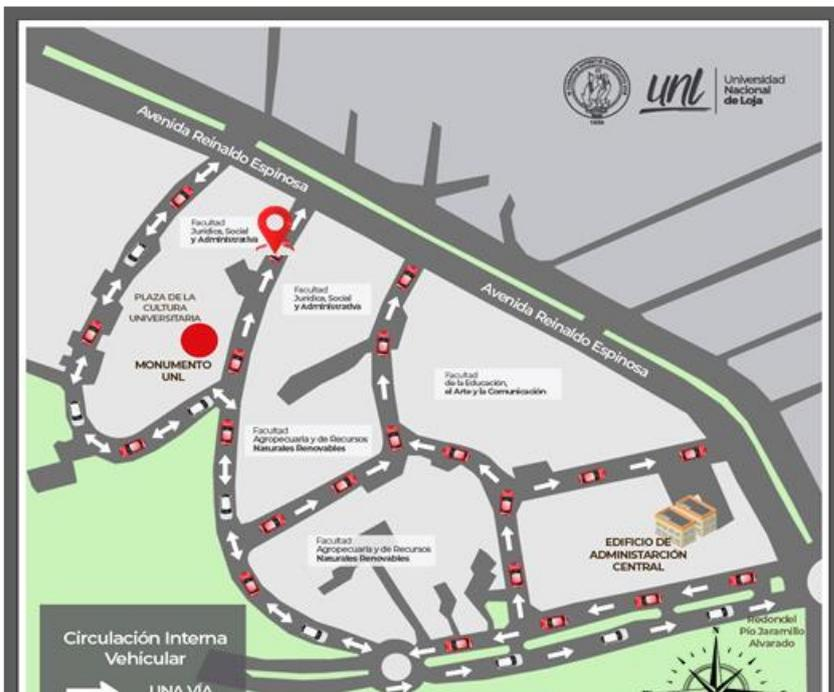 unl
Universidad
Nacional
de Loja
Avenida Reinaldo Espinosa
Facultad
Jurídica, Social
y Administrativa
PLAZA DE LA
CULTURA
UNIVERSITARIA
Facultad
Jurídica, Social
y Administrativa
Avenida Reinaldo Espinosa
MONUMENTO
UNL
Facultad
de la Educación,
el Arte y la Comunicación
Facultad
Agropecuaria y de Recursos
Naturales Renovables
Facultad
Agropecuaria y de Recursos
Naturales Renovables
EDIFICIO DE
ADMINISTARCIÓN
CENTRAL
Redondel
Pío Jaramillo
Alvarado
N
Circulación Interna
Vehícular
UNA VÍA